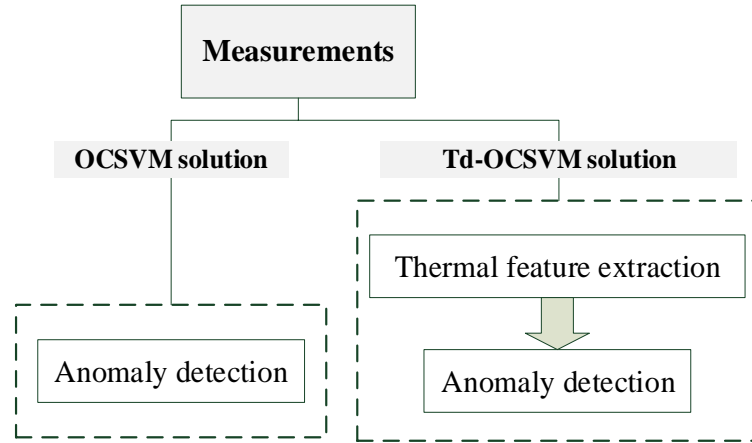 Measurements
OCSVM solution
Td-OCSVM solution
Thermal feature extraction
Anomaly detection
Anomaly detection